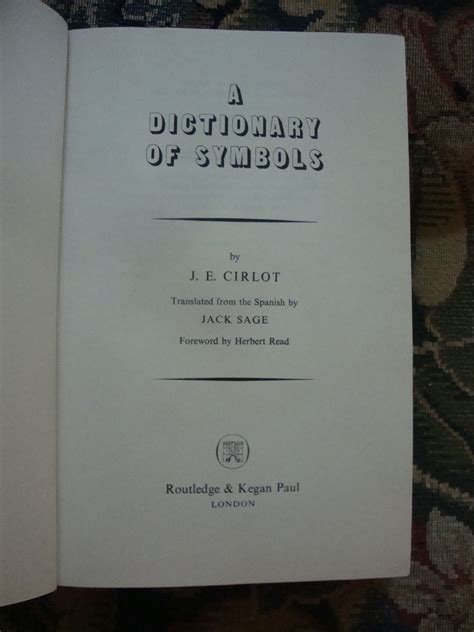 A
DICTIONARY
OF SYMBOLS
by
J. E. CIRLOT
Translated from the Spanish by
JACK SAGE
Foreword by Herbert Read
Routledge & Kegan Paul
LONDON